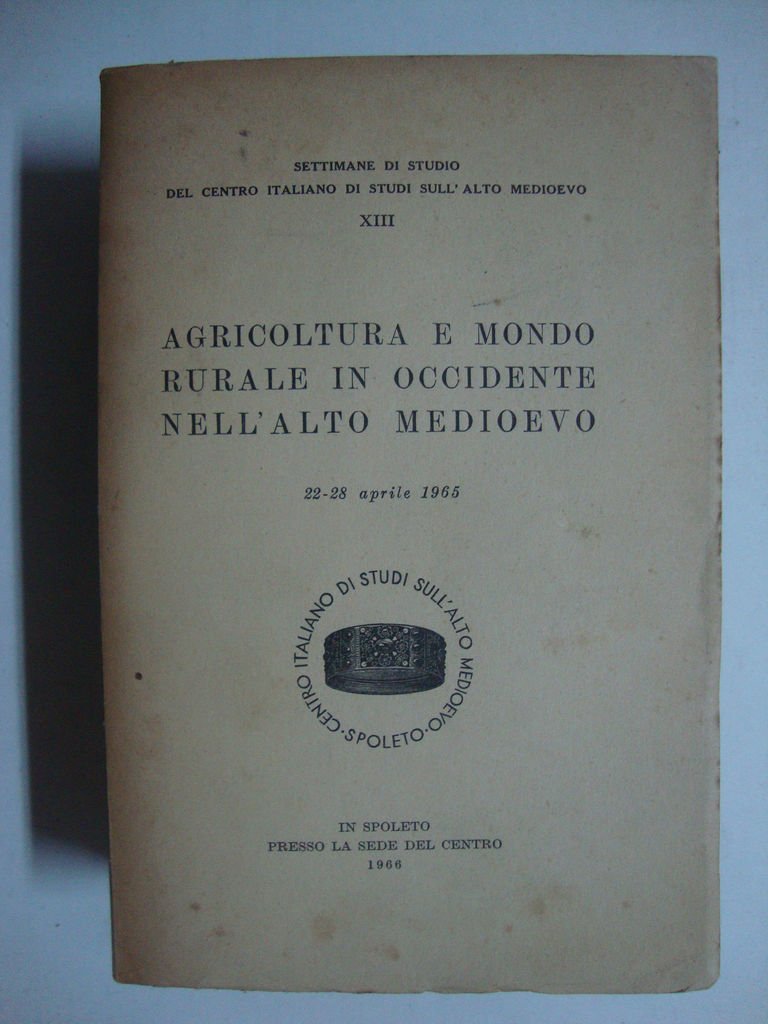 SETTIMANE DI STUDIO
DEL CENTRO ITALIANO DI STUDI SULL'ALTO MEDIOEVO
XIII
AGRICOLTURA E MONDO
RURALE IN OCCIDENTE
NELL'ALTO MEDIOEVO
22-28 aprile 1965
CENTRO ITALIANO DI STUDI SULL'ALTO MEDIOEVO
· SPOLETO ·
IN SPOLETO
PRESSO LA SEDE DEL CENTRO
1966